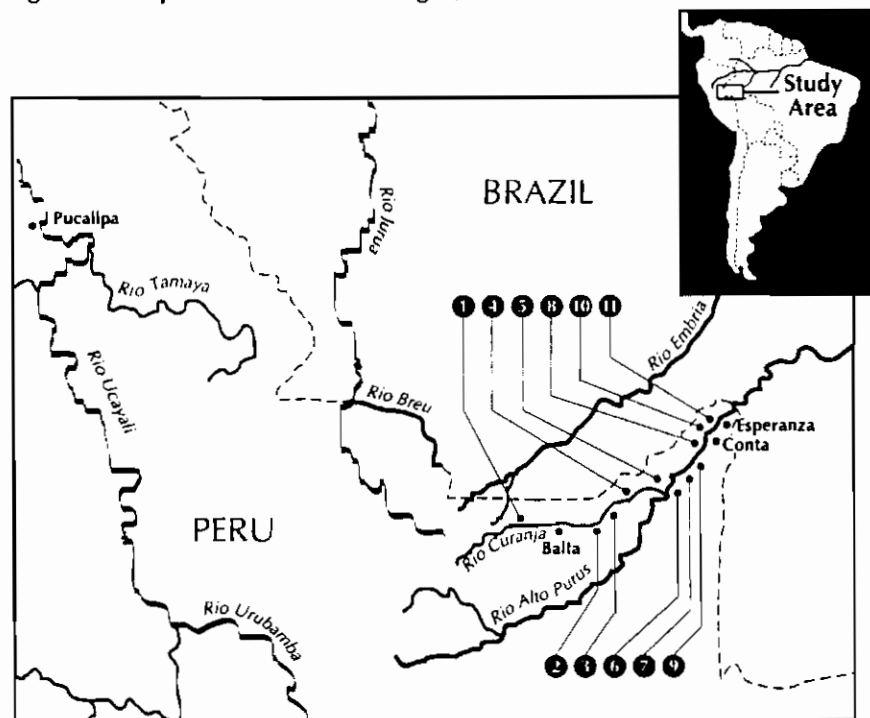 Study
Area
BRAZIL
Pucallpa
Rio Jurua
Rio Tamaya
1 4 5 8 10 11
Rio Embria
Rio Ucayali
Rio Breu
Esperanza
Conta
PERU
Rio Curanja
Balta
Rio Alto Purus
Rio Urubamba
2 3 6 7 9